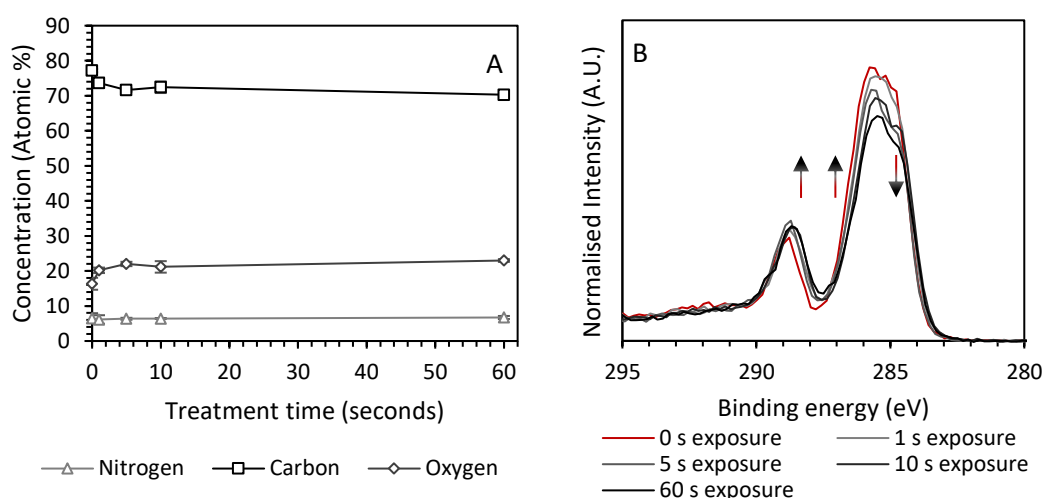 90
80
70
60
50
40
30
20
10
0
Concentration (Atomic %)
A
0 10 20 30 40 50 60
Treatment time (seconds)
Nitrogen Carbon Oxygen
B
Normalised Intensity (A.U.)
295 290 285 280
Binding energy (eV)
0 s exposure 1 s exposure
5 s exposure 10 s exposure
60 s exposure